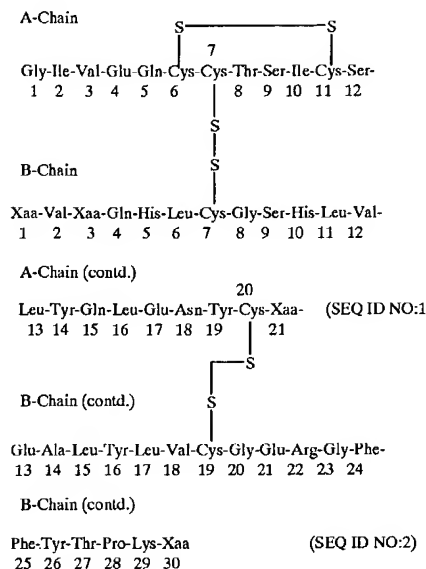 A-Chain
S S
7
Gly-Ile-Val-Glu-Gln-Cys-Cys-Thr-Ser-Ile-Cys-Ser-
1 2 3 4 5 6 8 9 10 11 12
S
S
B-Chain
Xaa-Val-Xaa-Gln-His-Leu-Cys-Gly-Ser-His-Leu-Val-
1 2 3 4 5 6 7 8 9 10 11 12
A-Chain (contd.)
20
Leu-Tyr-Gln-Leu-Glu-Asn-Tyr-Cys-Xaa- (SEQ ID NO:1
13 14 15 16 17 18 19 21
S
B-Chain (contd.)
S
Glu-Ala-Leu-Tyr-Leu-Val-Cys-Gly-Glu-Arg-Gly-Phe-
13 14 15 16 17 18 19 20 21 22 23 24
B-Chain (contd.)
Phe-Tyr-Thr-Pro-Lys-Xaa (SEQ ID NO:2)
25 26 27 28 29 30